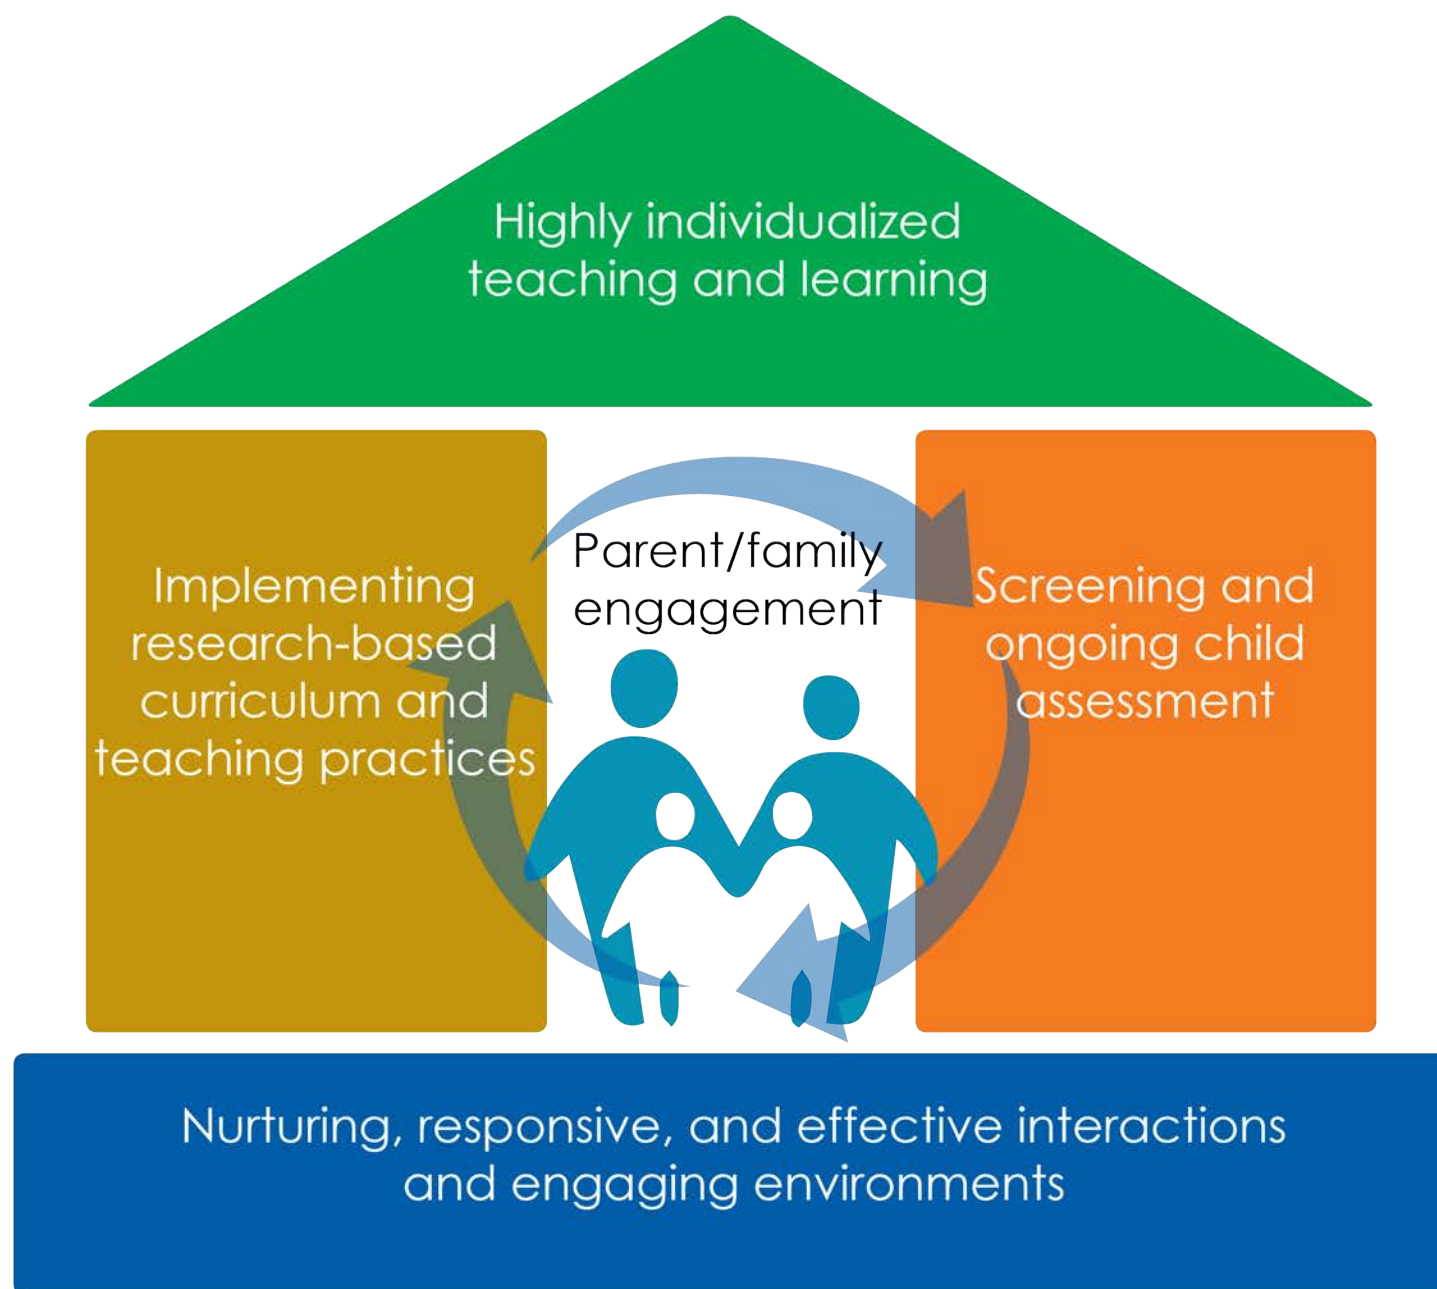 Highly individualized
teaching and learning
Implementing
research-based
curriculum and
teaching practices
Parent/family
engagement
Screening and
ongoing child
assessment
Nurturing, responsive, and effective interactions
and engaging environments